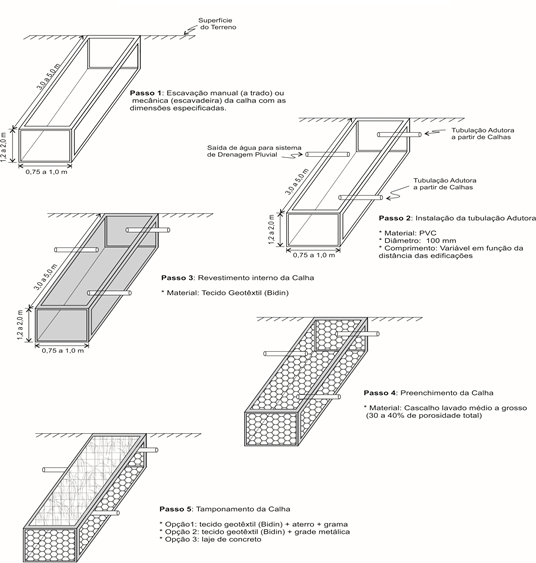 Superfície
do Terreno
3,0 a 5,0 m
Passo 1: Escavação manual (a trado) ou
mecânica (escavadeira) da calha com as
dimensões especificadas.
1,2 a 2,0 m
0,75 a 1,0 m
Tubulação Adutora
a partir de Calhas
Saída de água para sistema
de Drenagem Pluvial
3,0 a 5,0 m
Tubulação Adutora
a partir de Calhas
1,2 a 2,0 m
0,75 a 1,0 m
Passo 2: Instalação da tubulação Adutora
* Material: PVC
* Diâmetro: 100 mm
* Comprimento: Variável em função da
distância das edificações
3,0 a 5,0 m
Passo 3: Revestimento interno da Calha
* Material: Tecido Geotêxtil (Bidin)
1,2 a 2,0 m
0,75 a 1,0 m
Passo 4: Preenchimento da Calha
* Material: Cascalho lavado médio a grosso
(30 a 40% de porosidade total)
Passo 5: Tamponamento da Calha
* Opção1: tecido geotêxtil (Bidin) + aterro + grama
* Opção 2: tecido geotêxtil (Bidin) + grade metálica
* Opção 3: laje de concreto